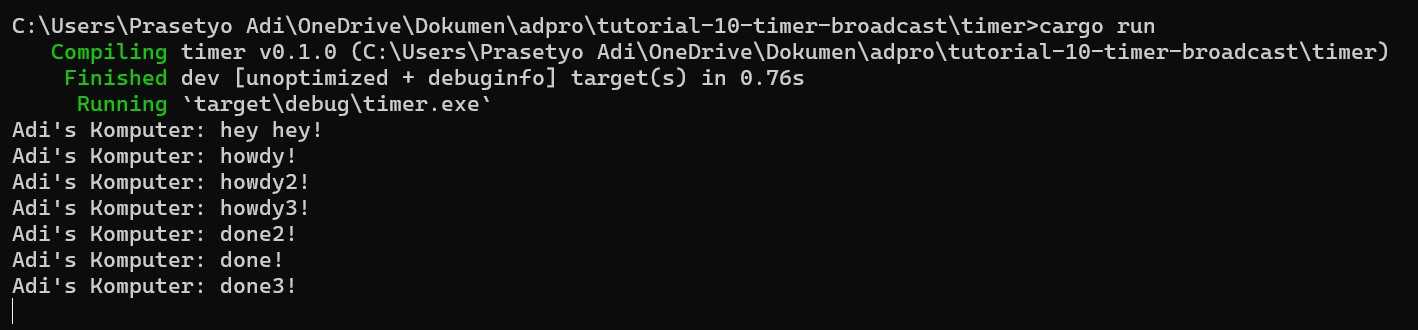 C:\Users\Prasetyo Adi\OneDrive\Dokumen\adpro\tutorial-10-timer-broadcast\timer>cargo run
Compiling timer v0.1.0 (C:\Users\Prasetyo Adi\OneDrive\Dokumen\adpro\tutorial-10-timer-broadcast\timer)
Finished dev [unoptimized + debuginfo] target(s) in 0.76s
Running `target\debug\timer.exe`
Adi's Komputer: hey hey!
Adi's Komputer: howdy!
Adi's Komputer: howdy2!
Adi's Komputer: howdy3!
Adi's Komputer: done2!
Adi's Komputer: done!
Adi's Komputer: done3!